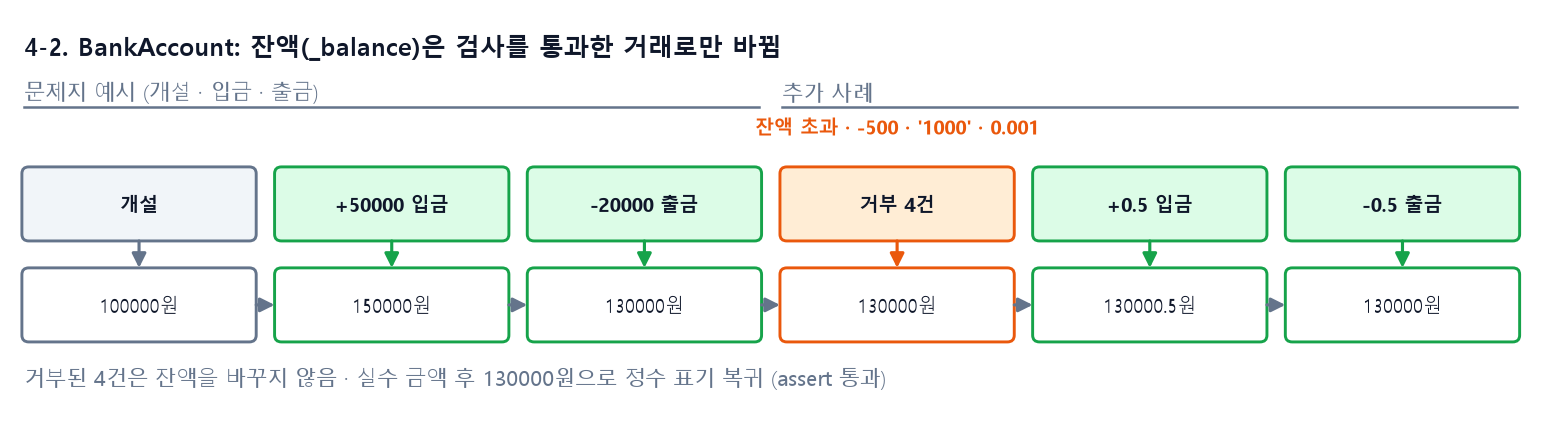 4-2. BankAccount: 잔액(_balance)은 검사를 통과한 거래로만 바뀜
문제지 예시 (개설 · 입금 · 출금)
추가 사례
잔액 초과 · -500 · '1000' · 0.001
개설
+50000 입금
-20000 출금
거부 4건
+0.5 입금
-0.5 출금
100000원
150000원
130000원
130000원
130000.5원
130000원
거부된 4건은 잔액을 바꾸지 않음 · 실수 금액 후 130000원으로 정수 표기 복귀 (assert 통과)